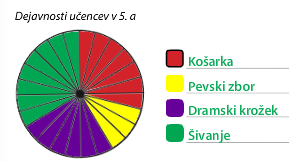 Dejavnosti učencev v 5. a
Košarka
Pevski zbor
Dramski krožek
Šivanje